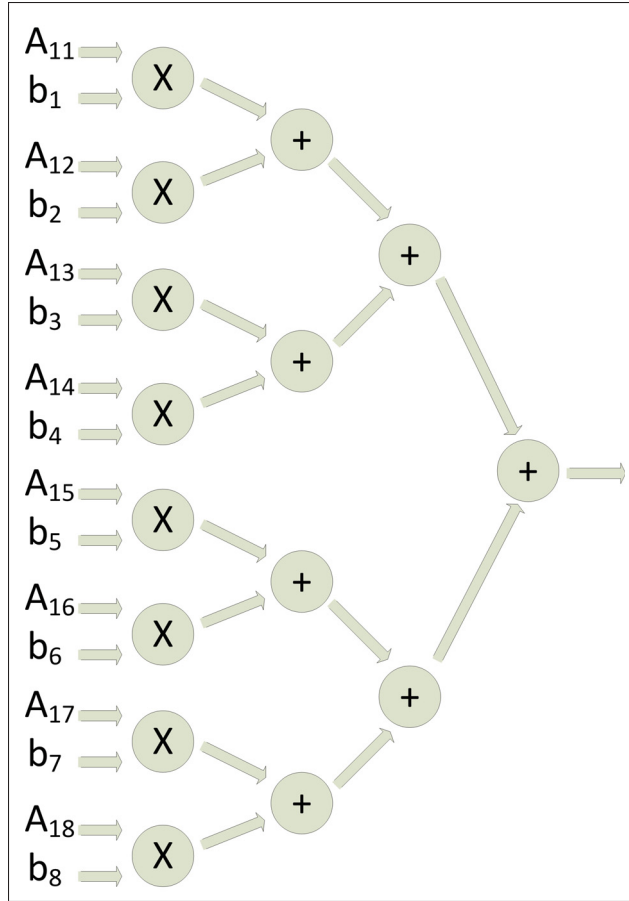 A11
b1
X
+
A12
b2
X
+
A13
b3
X
+
A14
b4
X
+
A15
b5
X
+
A16
b6
X
+
A17
b7
X
+
A18
b8
X